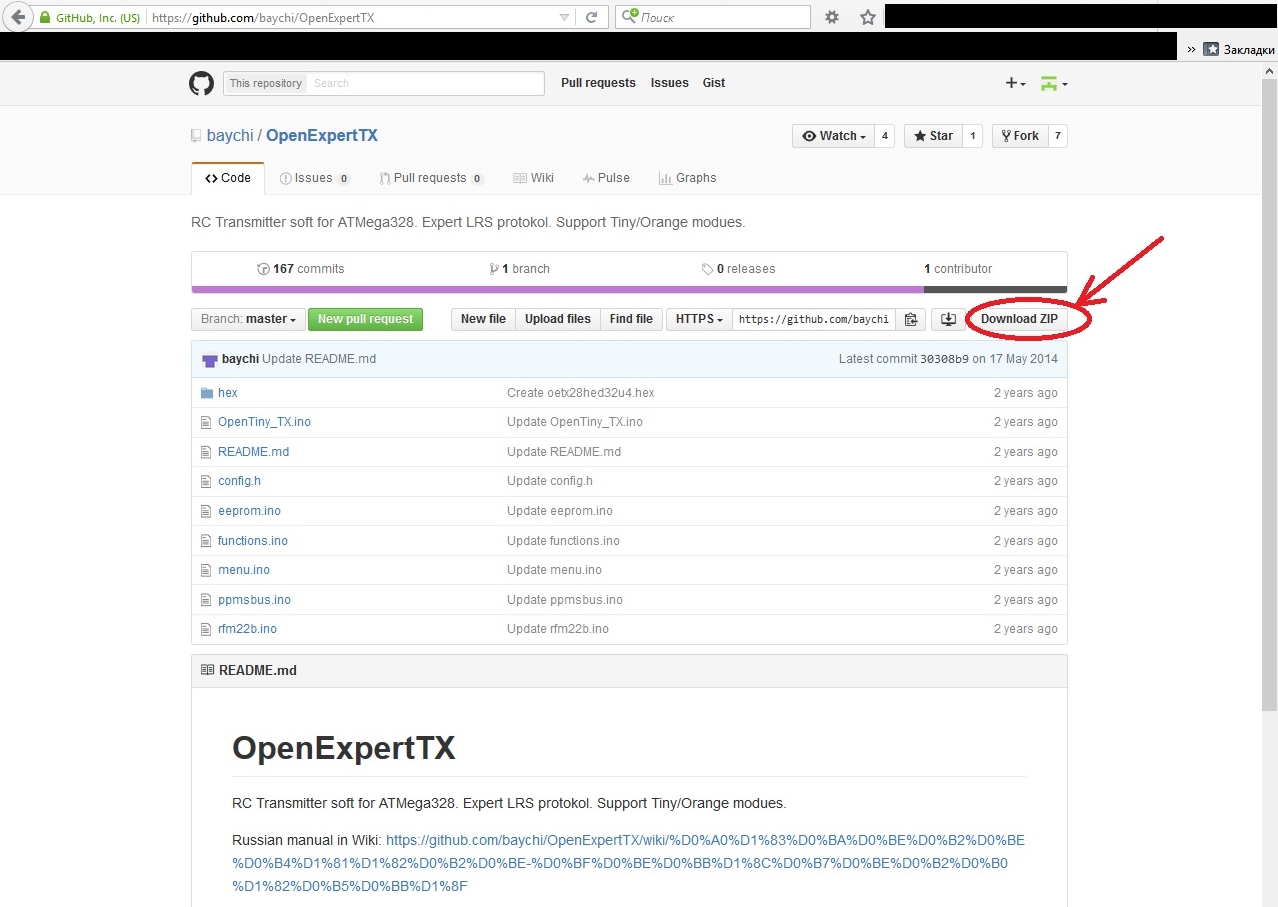 GitHub, Inc. (US) https://github.com/baychi/OpenExpertTX Поиск
» Закладки
This repository Search Pull requests Issues Gist
baychi / OpenExpertTX Watch 4 Star 1 Fork 7
Code Issues 0 Pull requests 0 Wiki Pulse Graphs
RC Transmitter soft for ATMega328. Expert LRS protokol. Support Tiny/Orange modues.
167 commits 1 branch 0 releases 1 contributor
Branch: master New pull request New file Upload files Find file HTTPS https://github.com/baychi Download ZIP
baychi Update README.md Latest commit 30308b9 on 17 May 2014
hex Create oetx28hed32u4.hex 2 years ago
OpenTiny_TX.ino Update OpenTiny_TX.ino 2 years ago
README.md Update README.md 2 years ago
config.h Update config.h 2 years ago
eeprom.ino Update eeprom.ino 2 years ago
functions.ino Update functions.ino 2 years ago
menu.ino Update menu.ino 2 years ago
ppmsbus.ino Update ppmsbus.ino 2 years ago
rfm22b.ino Update rfm22b.ino 2 years ago
README.md
OpenExpertTX
RC Transmitter soft for ATMega328. Expert LRS protokol. Support Tiny/Orange modues.
Russian manual in Wiki: https://github.com/baychi/OpenExpertTX/wiki/%D0%A0%D1%83%D0%BA%D0%BE%D0%B2%D0%BE
%D0%B4%D1%81%D1%82%D0%B2%D0%BE-%D0%BF%D0%BE%D0%BB%D1%8C%D0%B7%D0%BE%D0%B2%D0%B0
%D1%82%D0%B5%D0%BB%D1%8F